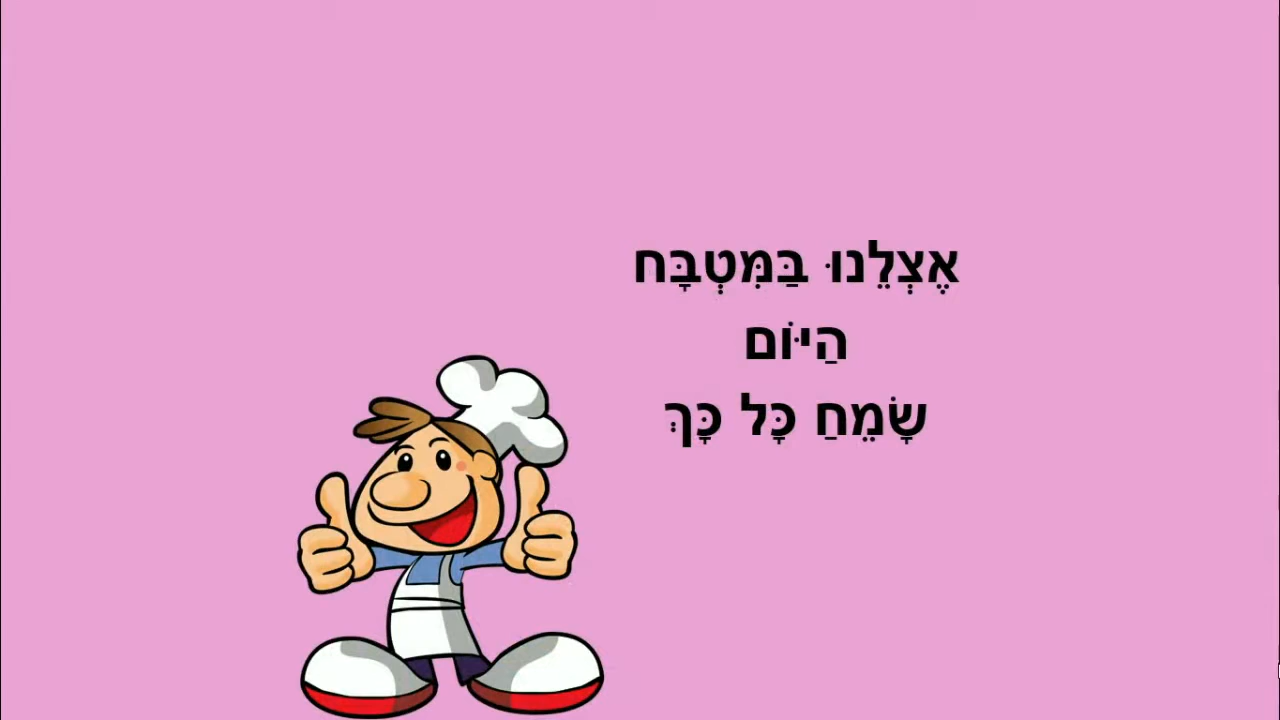 אֶצְלֵנוּ בַּמִּטְבָּח
הַיּוֹם
שָׂמֵחַ כָּל כָּךְ